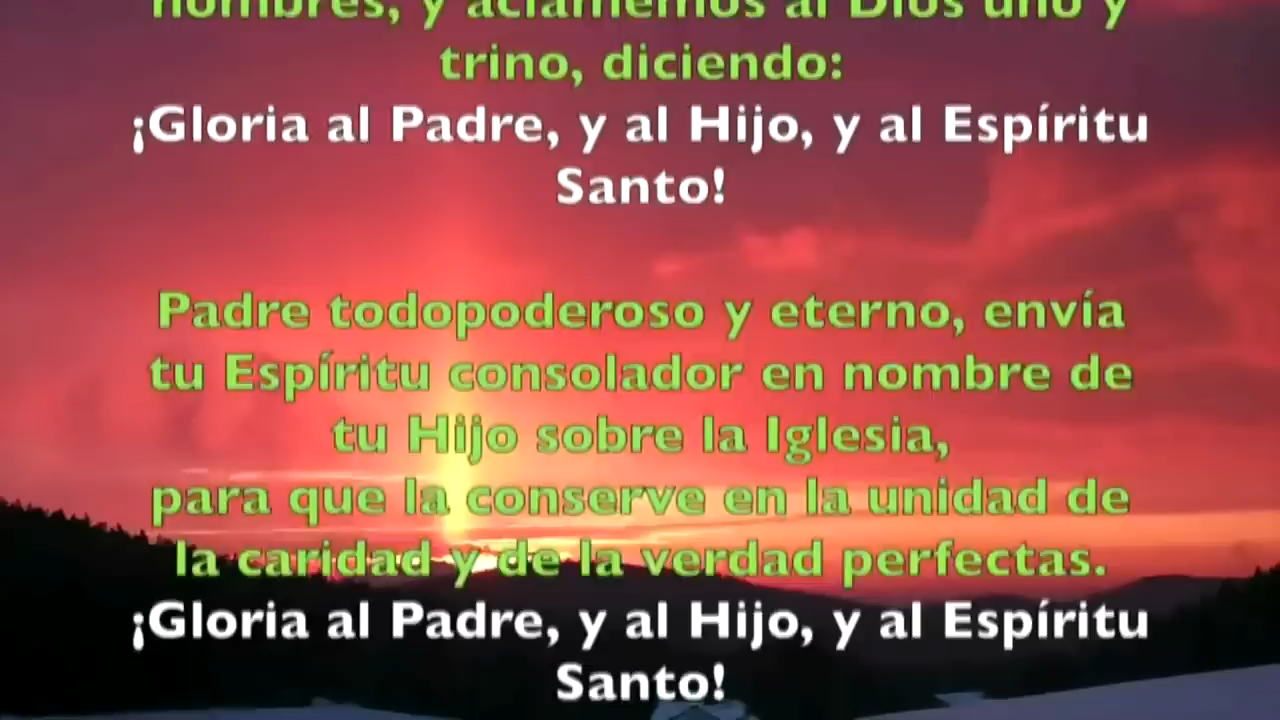 nombres, y aclamemos al Dios uno y
trino, diciendo:
¡Gloria al Padre, y al Hijo, y al Espíritu
Santo!
Padre todopoderoso y eterno, envía
tu Espíritu consolador en nombre de
tu Hijo sobre la Iglesia,
para que la conserve en la unidad de
la caridad y de la verdad perfectas.
¡Gloria al Padre, y al Hijo, y al Espíritu
Santo!